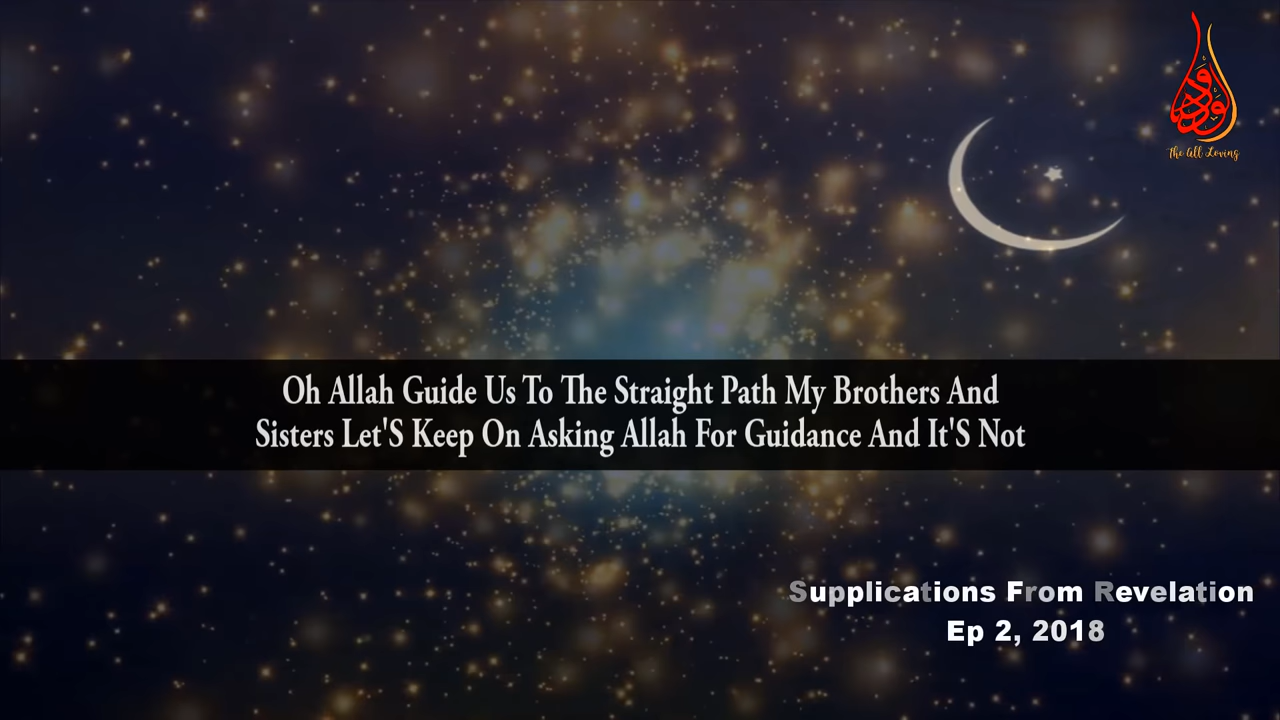 الودود
The All Loving
Oh Allah Guide Us To The Straight Path My Brothers And
Sisters Let'S Keep On Asking Allah For Guidance And It'S Not
Supplications From Revelation
Ep 2, 2018